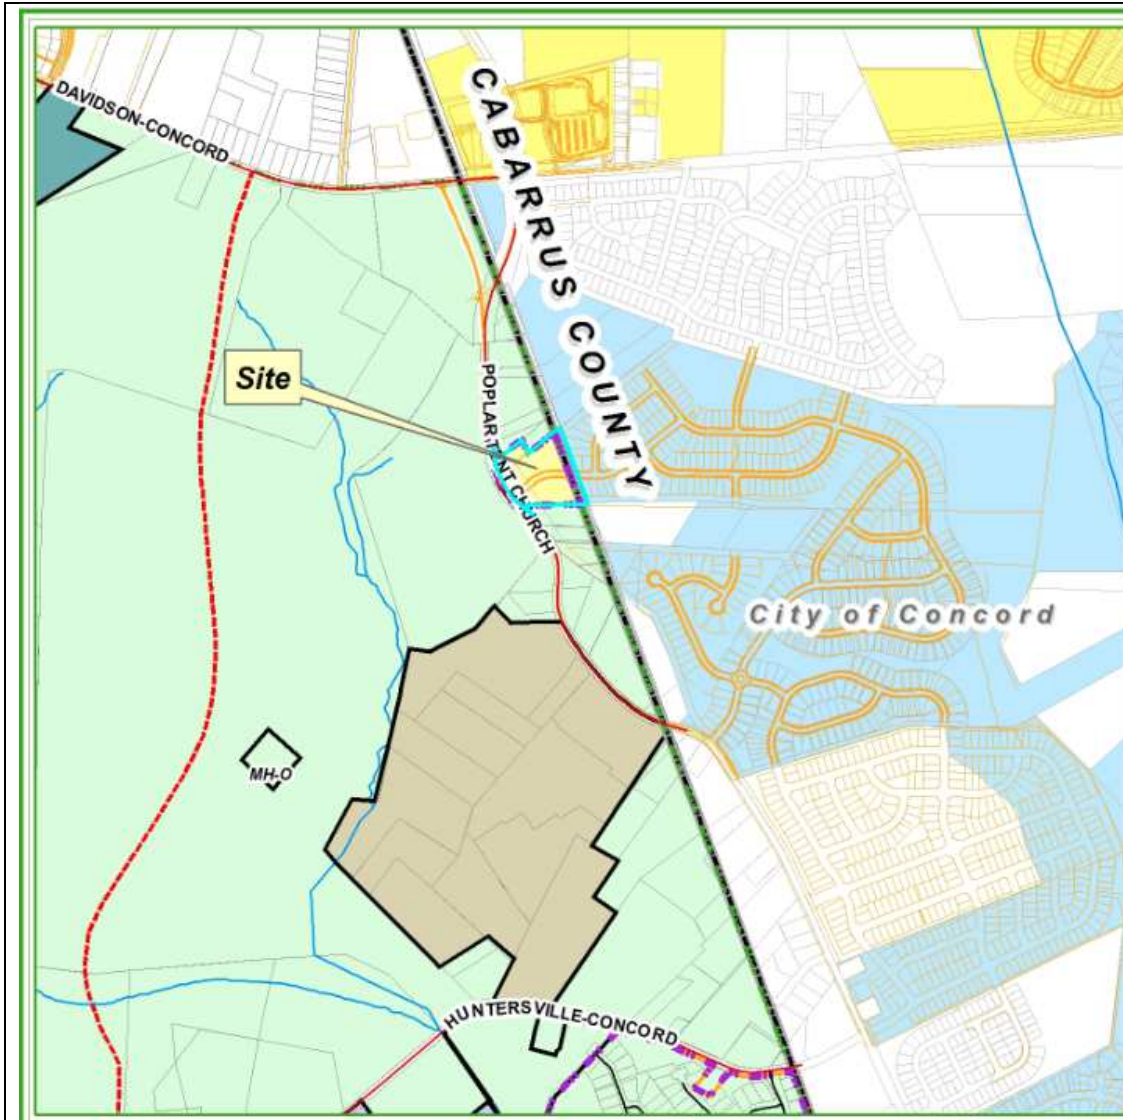 DAVIDSON-CONCORD
CABARRUS COUNTY
Site
POPLAR TENT CHURCH
City of Concord
MH-O
HUNTERSVILLE-CONCORD